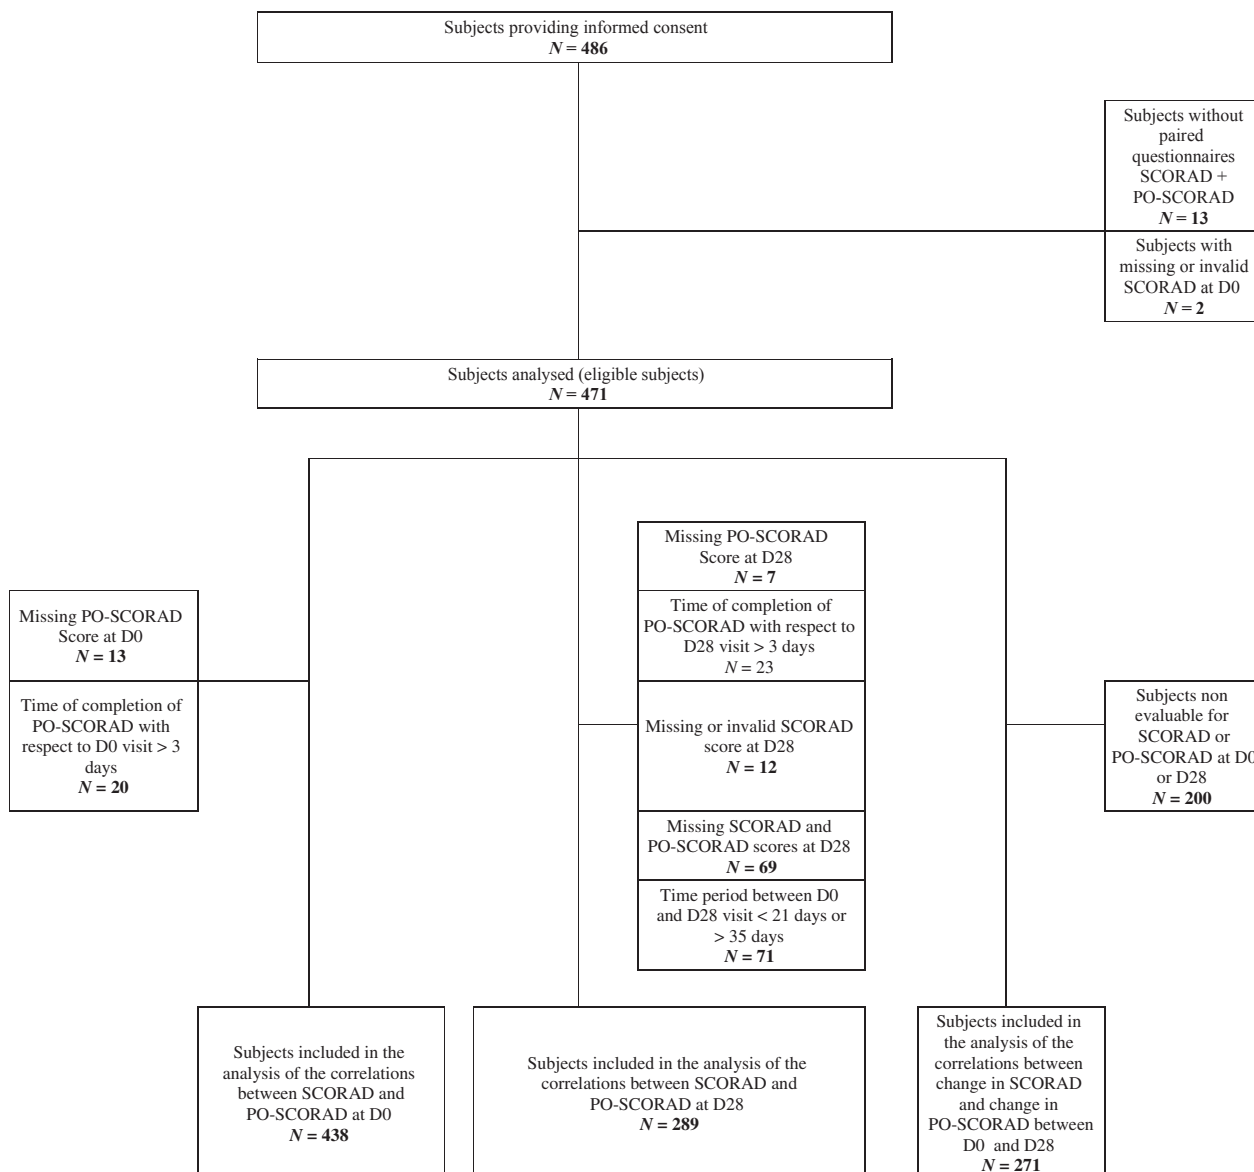 Subjects providing informed consent
N = 486
Subjects without
paired
questionnaires
SCORAD +
PO-SCORAD
N = 13
Subjects with
missing or invalid
SCORAD at D0
N = 2
Subjects analysed (eligible subjects)
N = 471
Missing PO-SCORAD
Score at D0
N = 13
Time of completion of
PO-SCORAD with
respect to D0 visit > 3
days
N = 20
Missing PO-SCORAD
Score at D28
N = 7
Time of completion of
PO-SCORAD with respect to
D28 visit > 3 days
N = 23
Missing or invalid SCORAD
score at D28
N = 12
Missing SCORAD and
PO-SCORAD scores at D28
N = 69
Time period between D0
and D28 visit < 21 days or
> 35 days
N = 71
Subjects non
evaluable for
SCORAD or
PO-SCORAD at D0
or D28
N = 200
Subjects included in the
analysis of the correlations
between SCORAD and
PO-SCORAD at D0
N = 438
Subjects included in the analysis of the
correlations between SCORAD and
PO-SCORAD at D28
N = 289
Subjects included in
the analysis of the
correlations between
change in SCORAD
and change in
PO-SCORAD between
D0 and D28
N = 271